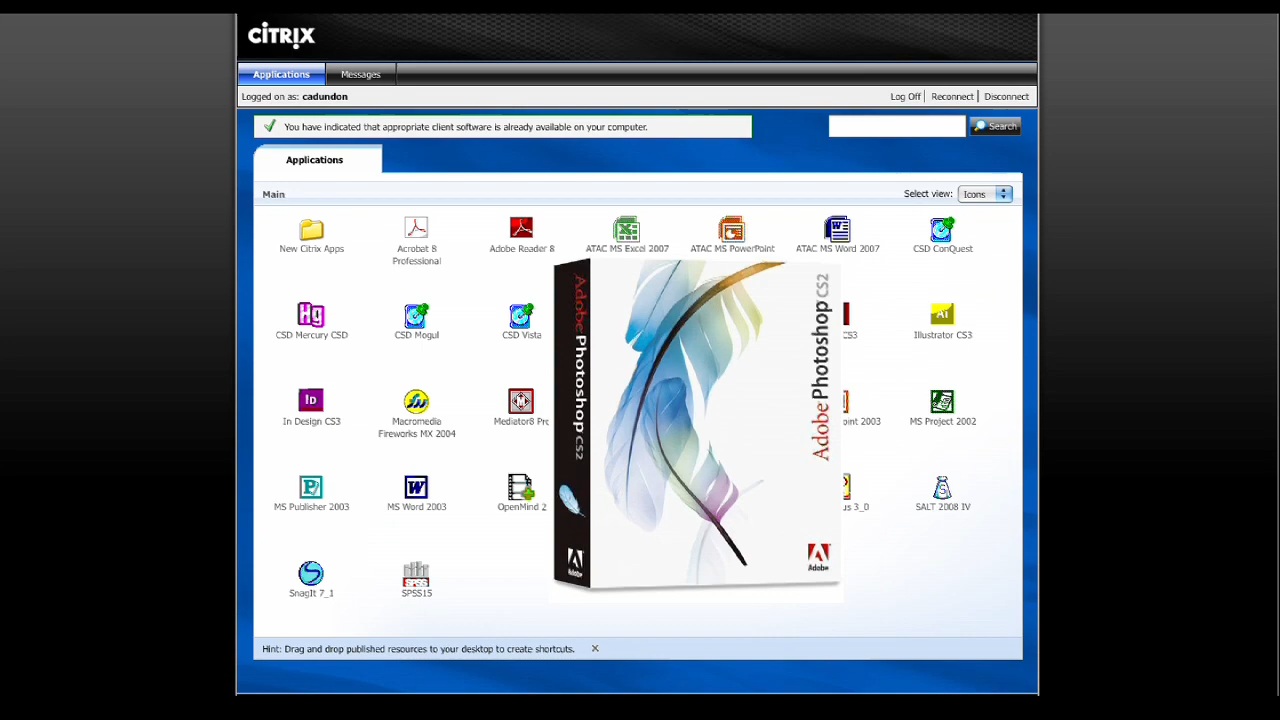 CITRIX
Applications
Messages
Logged on as: cadundon
Log Off
Reconnect
Disconnect
You have indicated that appropriate client software is already available on your computer.
Search
Applications
Main
Select view:
Icons
New Citrix Apps
Acrobat 8
Professional
Adobe Reader 8
ATAC MS Excel 2007
ATAC MS PowerPoint
ATAC MS Word 2007
CSD ConQuest
CSD Mercury CSD
CSD Mogul
CSD Vista
CS3
Illustrator CS3
In Design CS3
Macromedia
Fireworks MX 2004
Mediator8 Pro
2003
MS Project 2002
MS Publisher 2003
MS Word 2003
OpenMind 2
3_0
SALT 2008 IV
SnagIt 7_1
SPSS15
Adobe Photoshop CS2
Adobe
Adobe Photoshop CS2
Adobe
Hint: Drag and drop published resources to your desktop to create shortcuts.